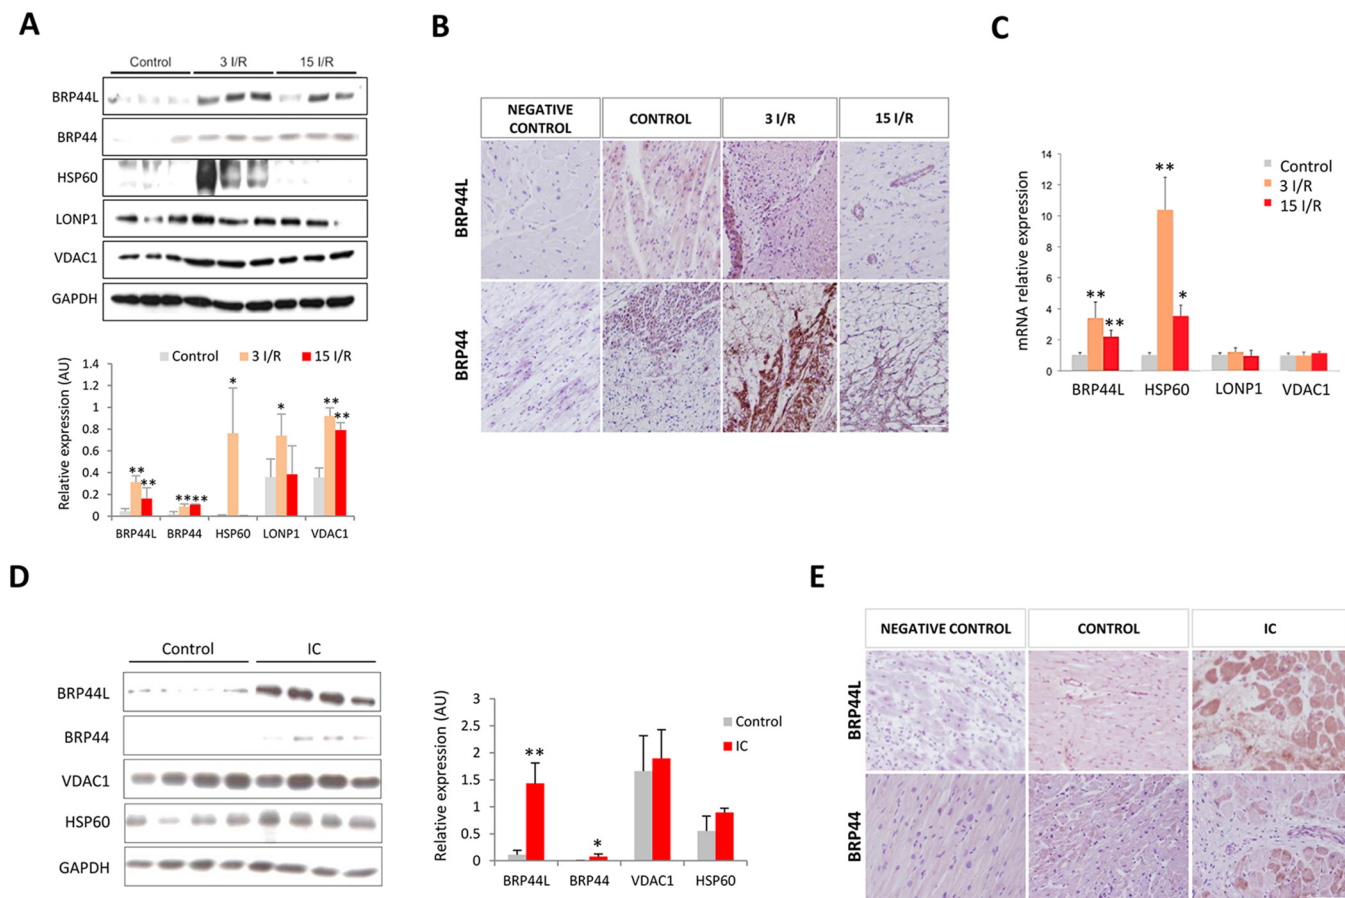 A
Control 3 I/R 15 I/R
BRP44L
BRP44
HSP60
LONP1
VDAC1
GAPDH
Control 3 I/R 15 I/R
Relative expression (AU)
1.4
1.2
1
0.8
0.6
0.4
0.2
0
** ** **** * * ** **
BRP44L BRP44 HSP60 LONP1 VDAC1
B
NEGATIVE CONTROL CONTROL 3 I/R 15 I/R
BRP44L
BRP44
C
mRNA relative expression
14
12
10
8
6
4
2
0
Control
3 I/R
15 I/R
** ** ** *
BRP44L HSP60 LONP1 VDAC1
D
Control IC
BRP44L
BRP44
VDAC1
HSP60
GAPDH
Relative expression (AU)
3
2.5
2
1.5
1
0.5
0
Control
IC
** *
BRP44L BRP44 VDAC1 HSP60
E
NEGATIVE CONTROL CONTROL IC
BRP44L
BRP44